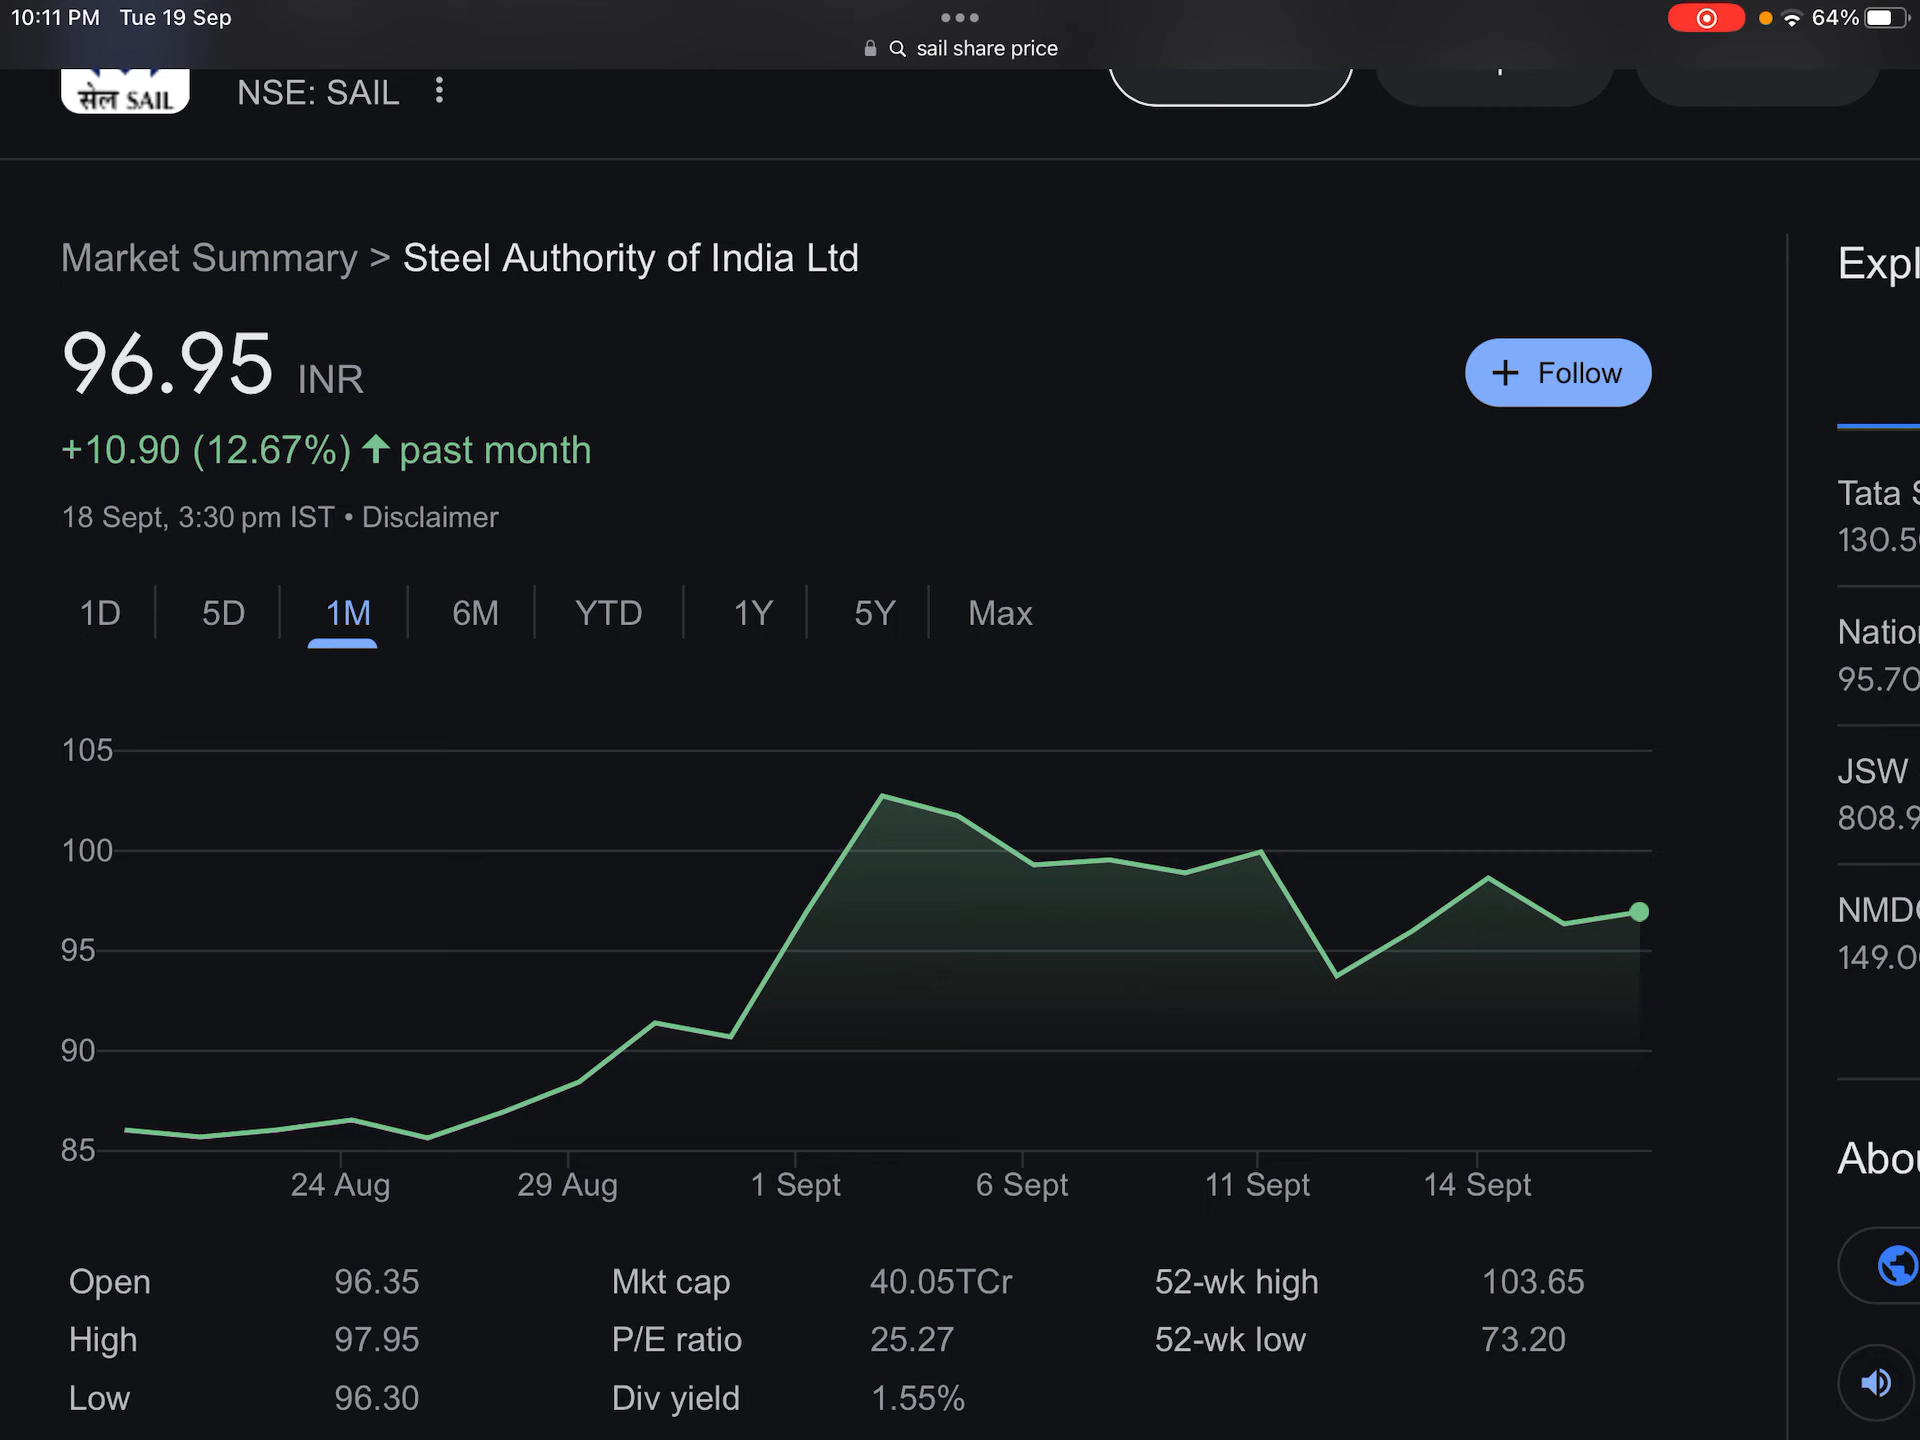 10:11 PM Tue 19 Sep
64%
sail share price
सेल SAIL
NSE: SAIL
Market Summary > Steel Authority of India Ltd
96.95 INR
+ Follow
+10.90 (12.67%) ↑ past month
18 Sept, 3:30 pm IST • Disclaimer
1D 5D 1M 6M YTD 1Y 5Y Max
105
100
95
90
85
24 Aug 29 Aug 1 Sept 6 Sept 11 Sept 14 Sept
Open 96.35 Mkt cap 40.05TCr 52-wk high 103.65
High 97.95 P/E ratio 25.27 52-wk low 73.20
Low 96.30 Div yield 1.55%
Tata
JSW